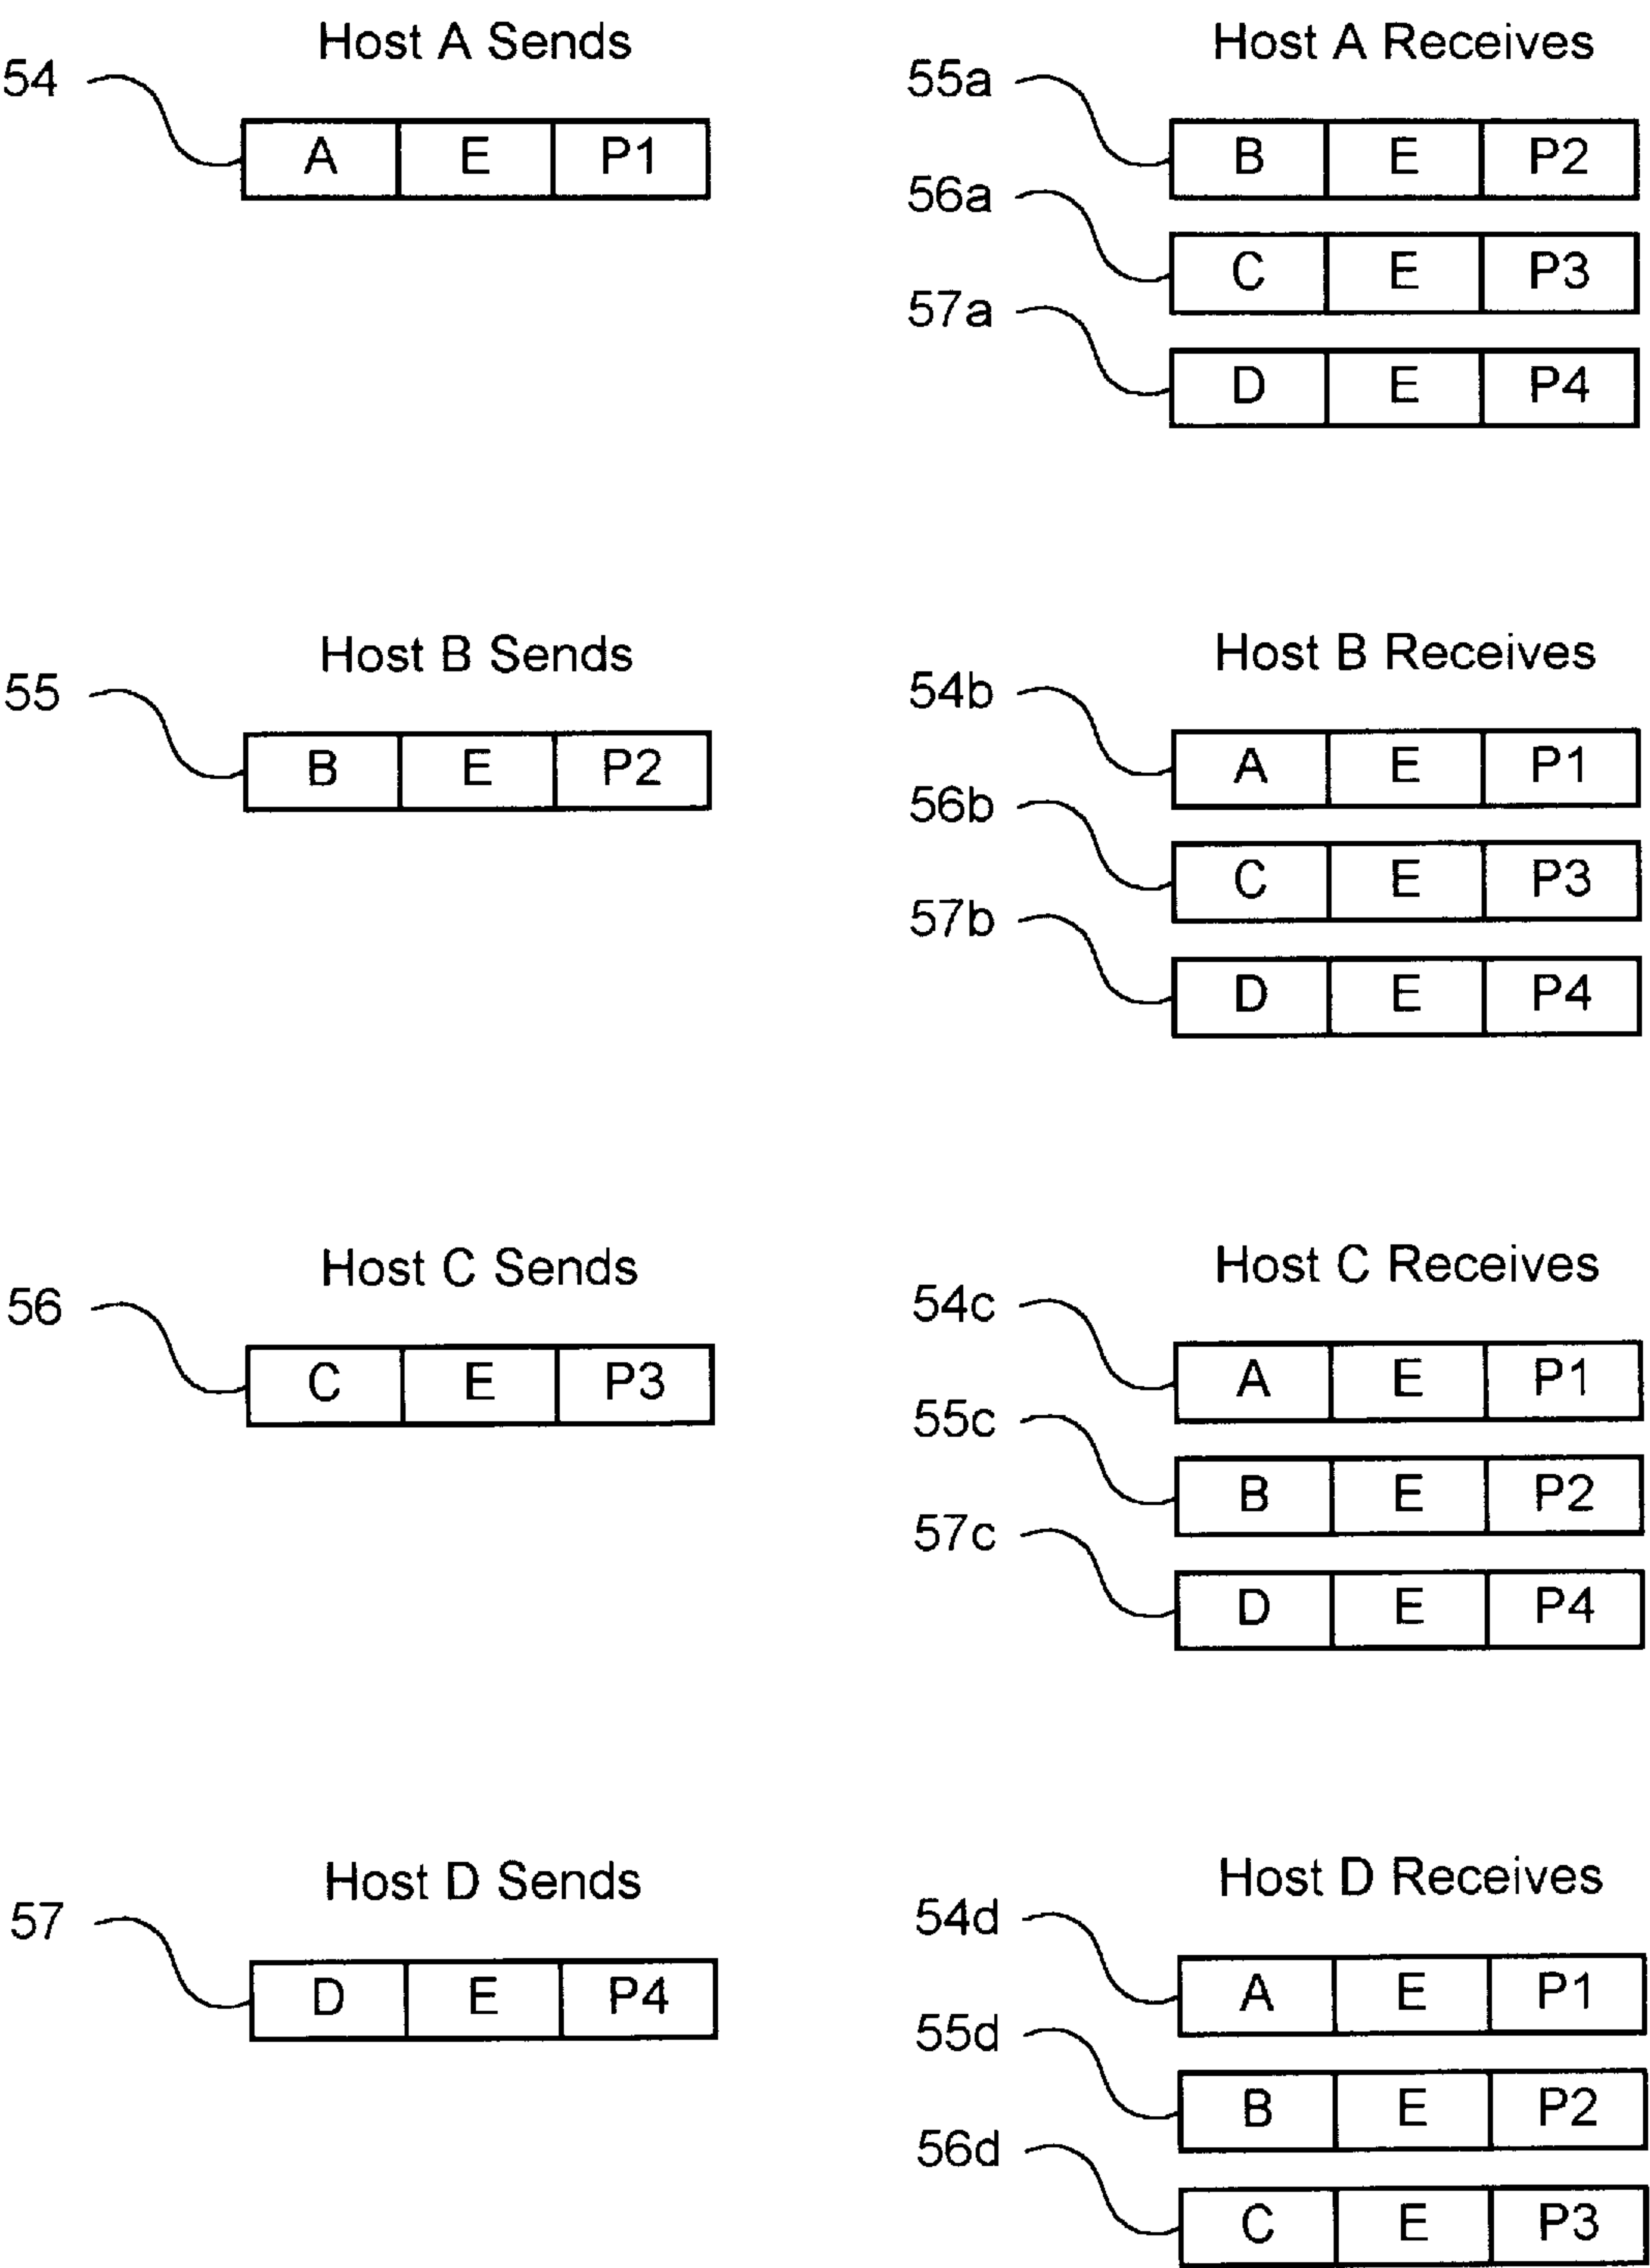 Host A Sends
54
A E P1
Host A Receives
55a
B E P2
56a
C E P3
57a
D E P4
Host B Sends
55
B E P2
Host B Receives
54b
A E P1
56b
C E P3
57b
D E P4
Host C Sends
56
C E P3
Host C Receives
54c
A E P1
55c
B E P2
57c
D E P4
Host D Sends
57
D E P4
Host D Receives
54d
A E P1
55d
B E P2
56d
C E P3